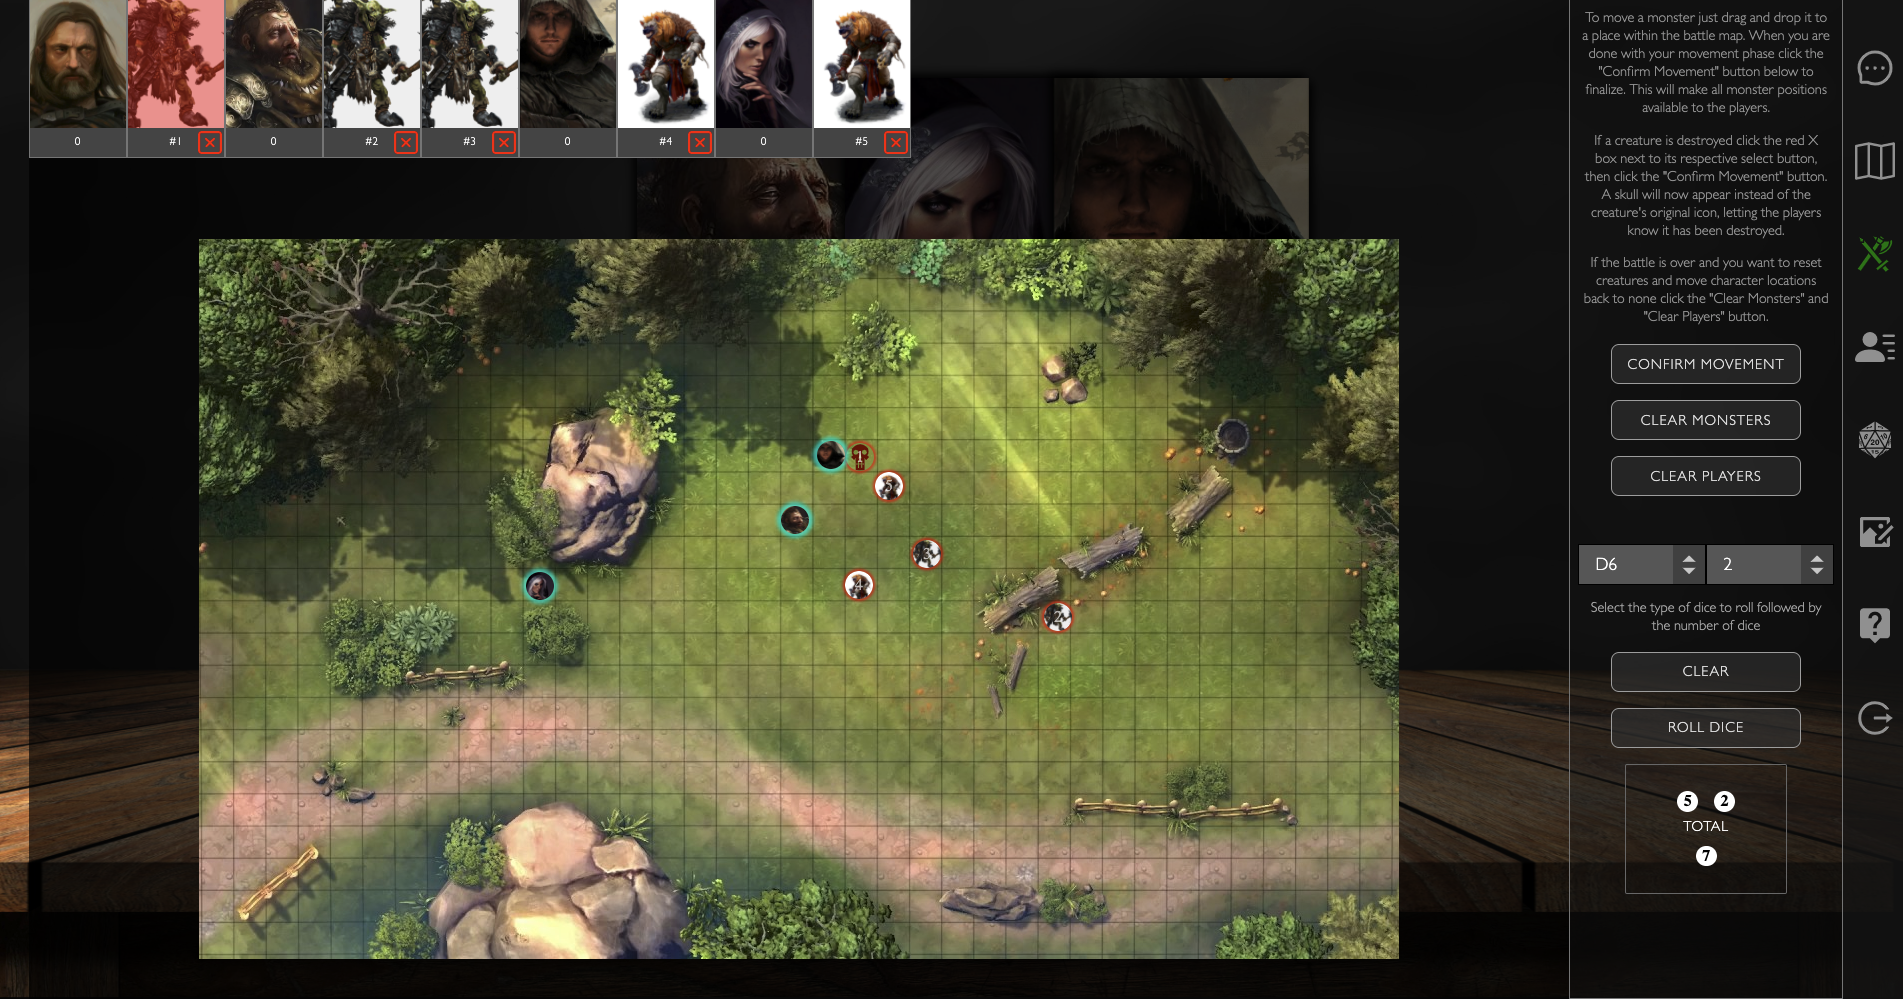 0
#1
0
#2
#3
0
#4
0
#5
To move a monster just drag and drop it to
a place within the battle map. When you are
done with your movement phase click the
"Confirm Movement" button below to
finalize. This will make all monster positions
available to the players.
If a creature is destroyed click the red X
box next to its respective select button,
then click the "Confirm Movement" button.
A skull will now appear instead of the
creature's original icon, letting the players
know it has been destroyed.
If the battle is over and you want to reset
creatures and move character locations
back to none click the "Clear Monsters" and
"Clear Players" button.
CONFIRM MOVEMENT
CLEAR MONSTERS
CLEAR PLAYERS
D6 2
Select the type of dice to roll followed by
the number of dice
CLEAR
ROLL DICE
5 2
TOTAL
7
1
5
3
4
2
20